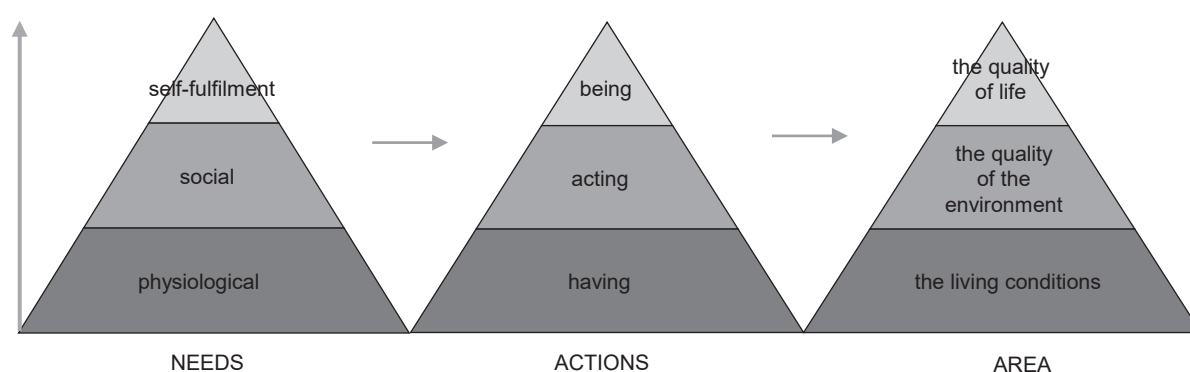 self-fulfilment
social
physiological
NEEDS
being
acting
having
ACTIONS
the quality
of life
the quality
of the
environment
the living conditions
AREA